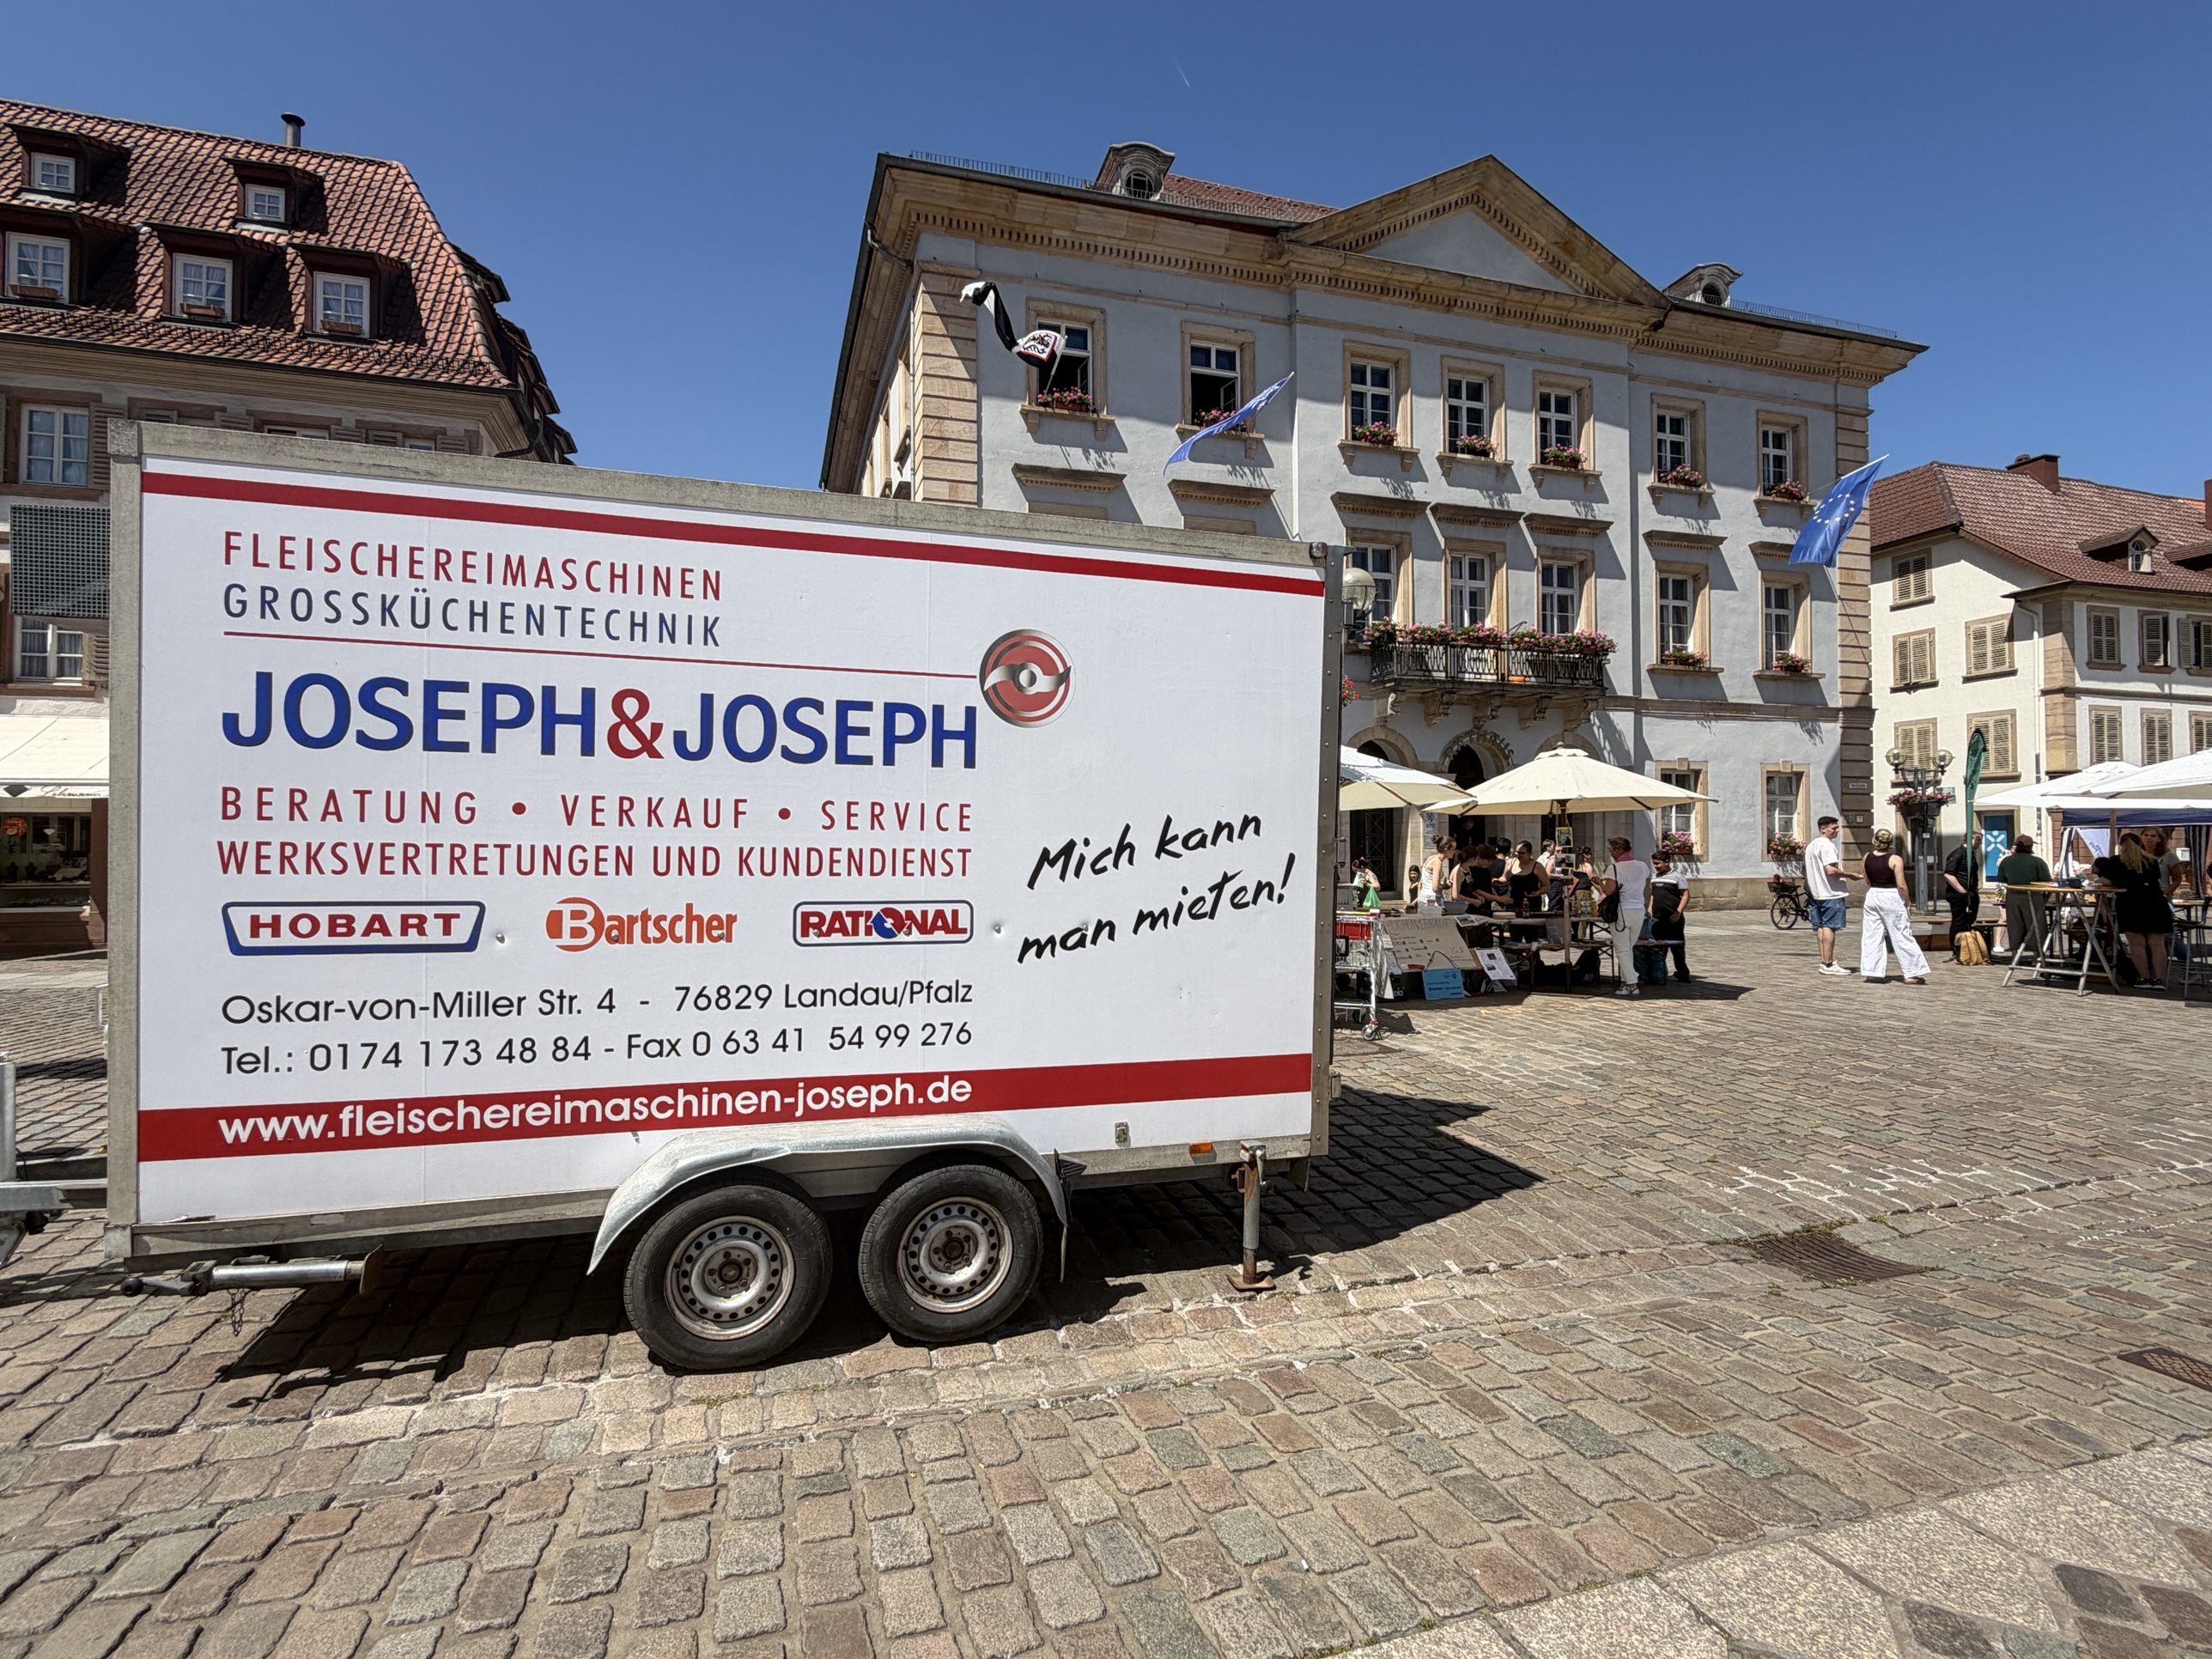 FLEISCHEREIMASCHINEN
GROSSKÜCHENTECHNIK
JOSEPH&JOSEPH
BERATUNG • VERKAUF • SERVICE
WERKSVERTRETUNGEN UND KUNDENDIENST
HOBART Bartscher RATIONAL
Mich kann
man mieten!
Oskar-von-Miller Str. 4 - 76829 Landau/Pfalz
Tel.: 0174 173 48 84 - Fax 0 63 41 54 99 276
www.fleischereimaschinen-joseph.de